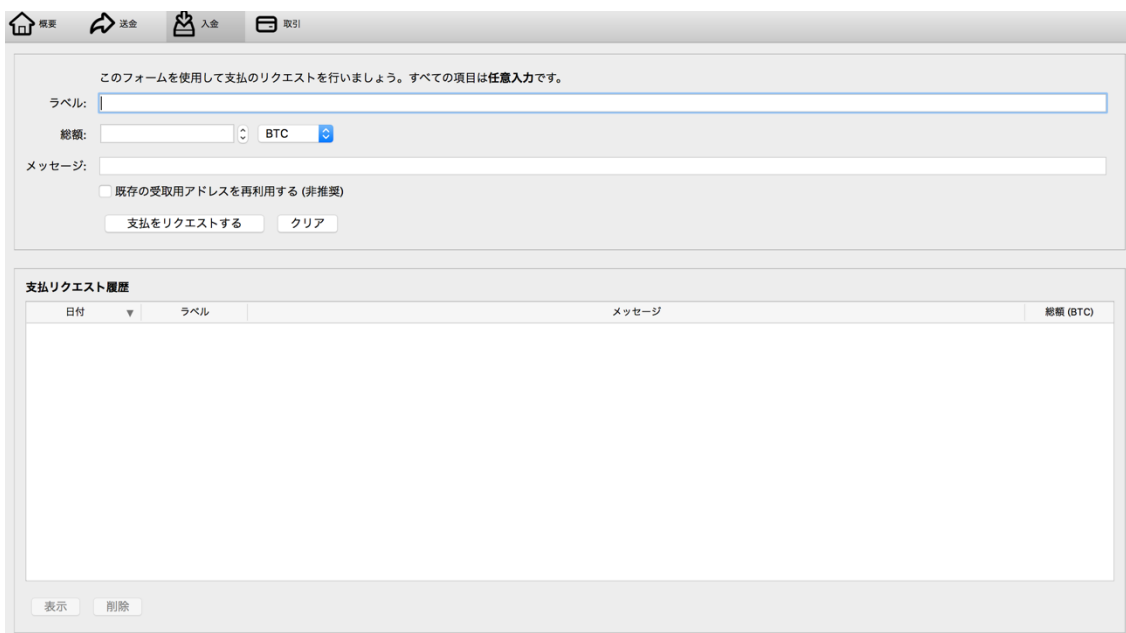 概要 送金 入金 取引
このフォームを使用して支払のリクエストを行いましょう。すべての項目は任意入力です。
ラベル:
総額: BTC
メッセージ:
既存の受取用アドレスを再利用する (非推奨)
支払をリクエストする クリア
支払リクエスト履歴
日付 ▼ ラベル メッセージ 総額 (BTC)
表示 削除